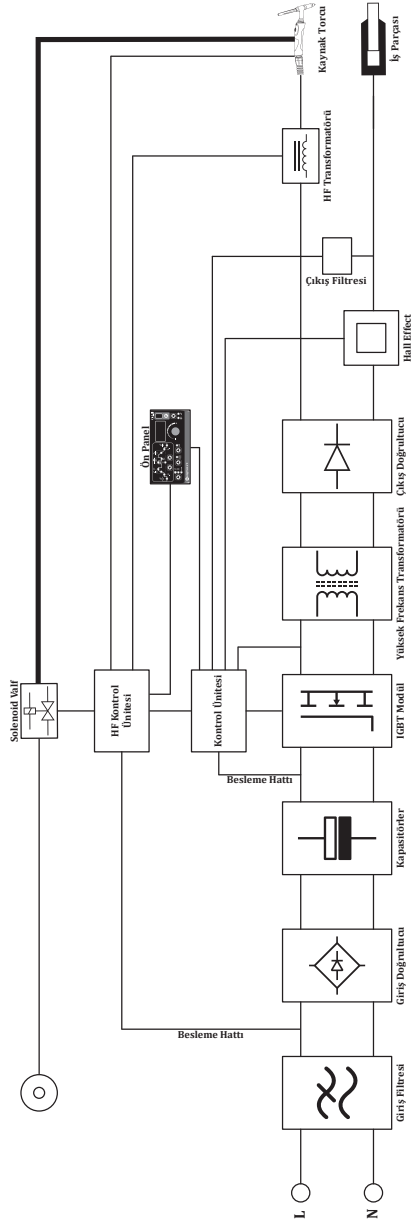 Kaynak Torcu
İş Parçası
HF Transformatörü
Çıkış Filtresi
Hall Effect
Ön Panel
Çıkış Doğrultucu
Yüksek Frekans Transformatörü
Solenoid Valf
HF Kontrol
Ünitesi
Kontrol Ünitesi
IGBT Modül
Besleme Hattı
Kapasitörler
Giriş Doğrultucu
Besleme Hattı
Giriş Filtresi
L
N